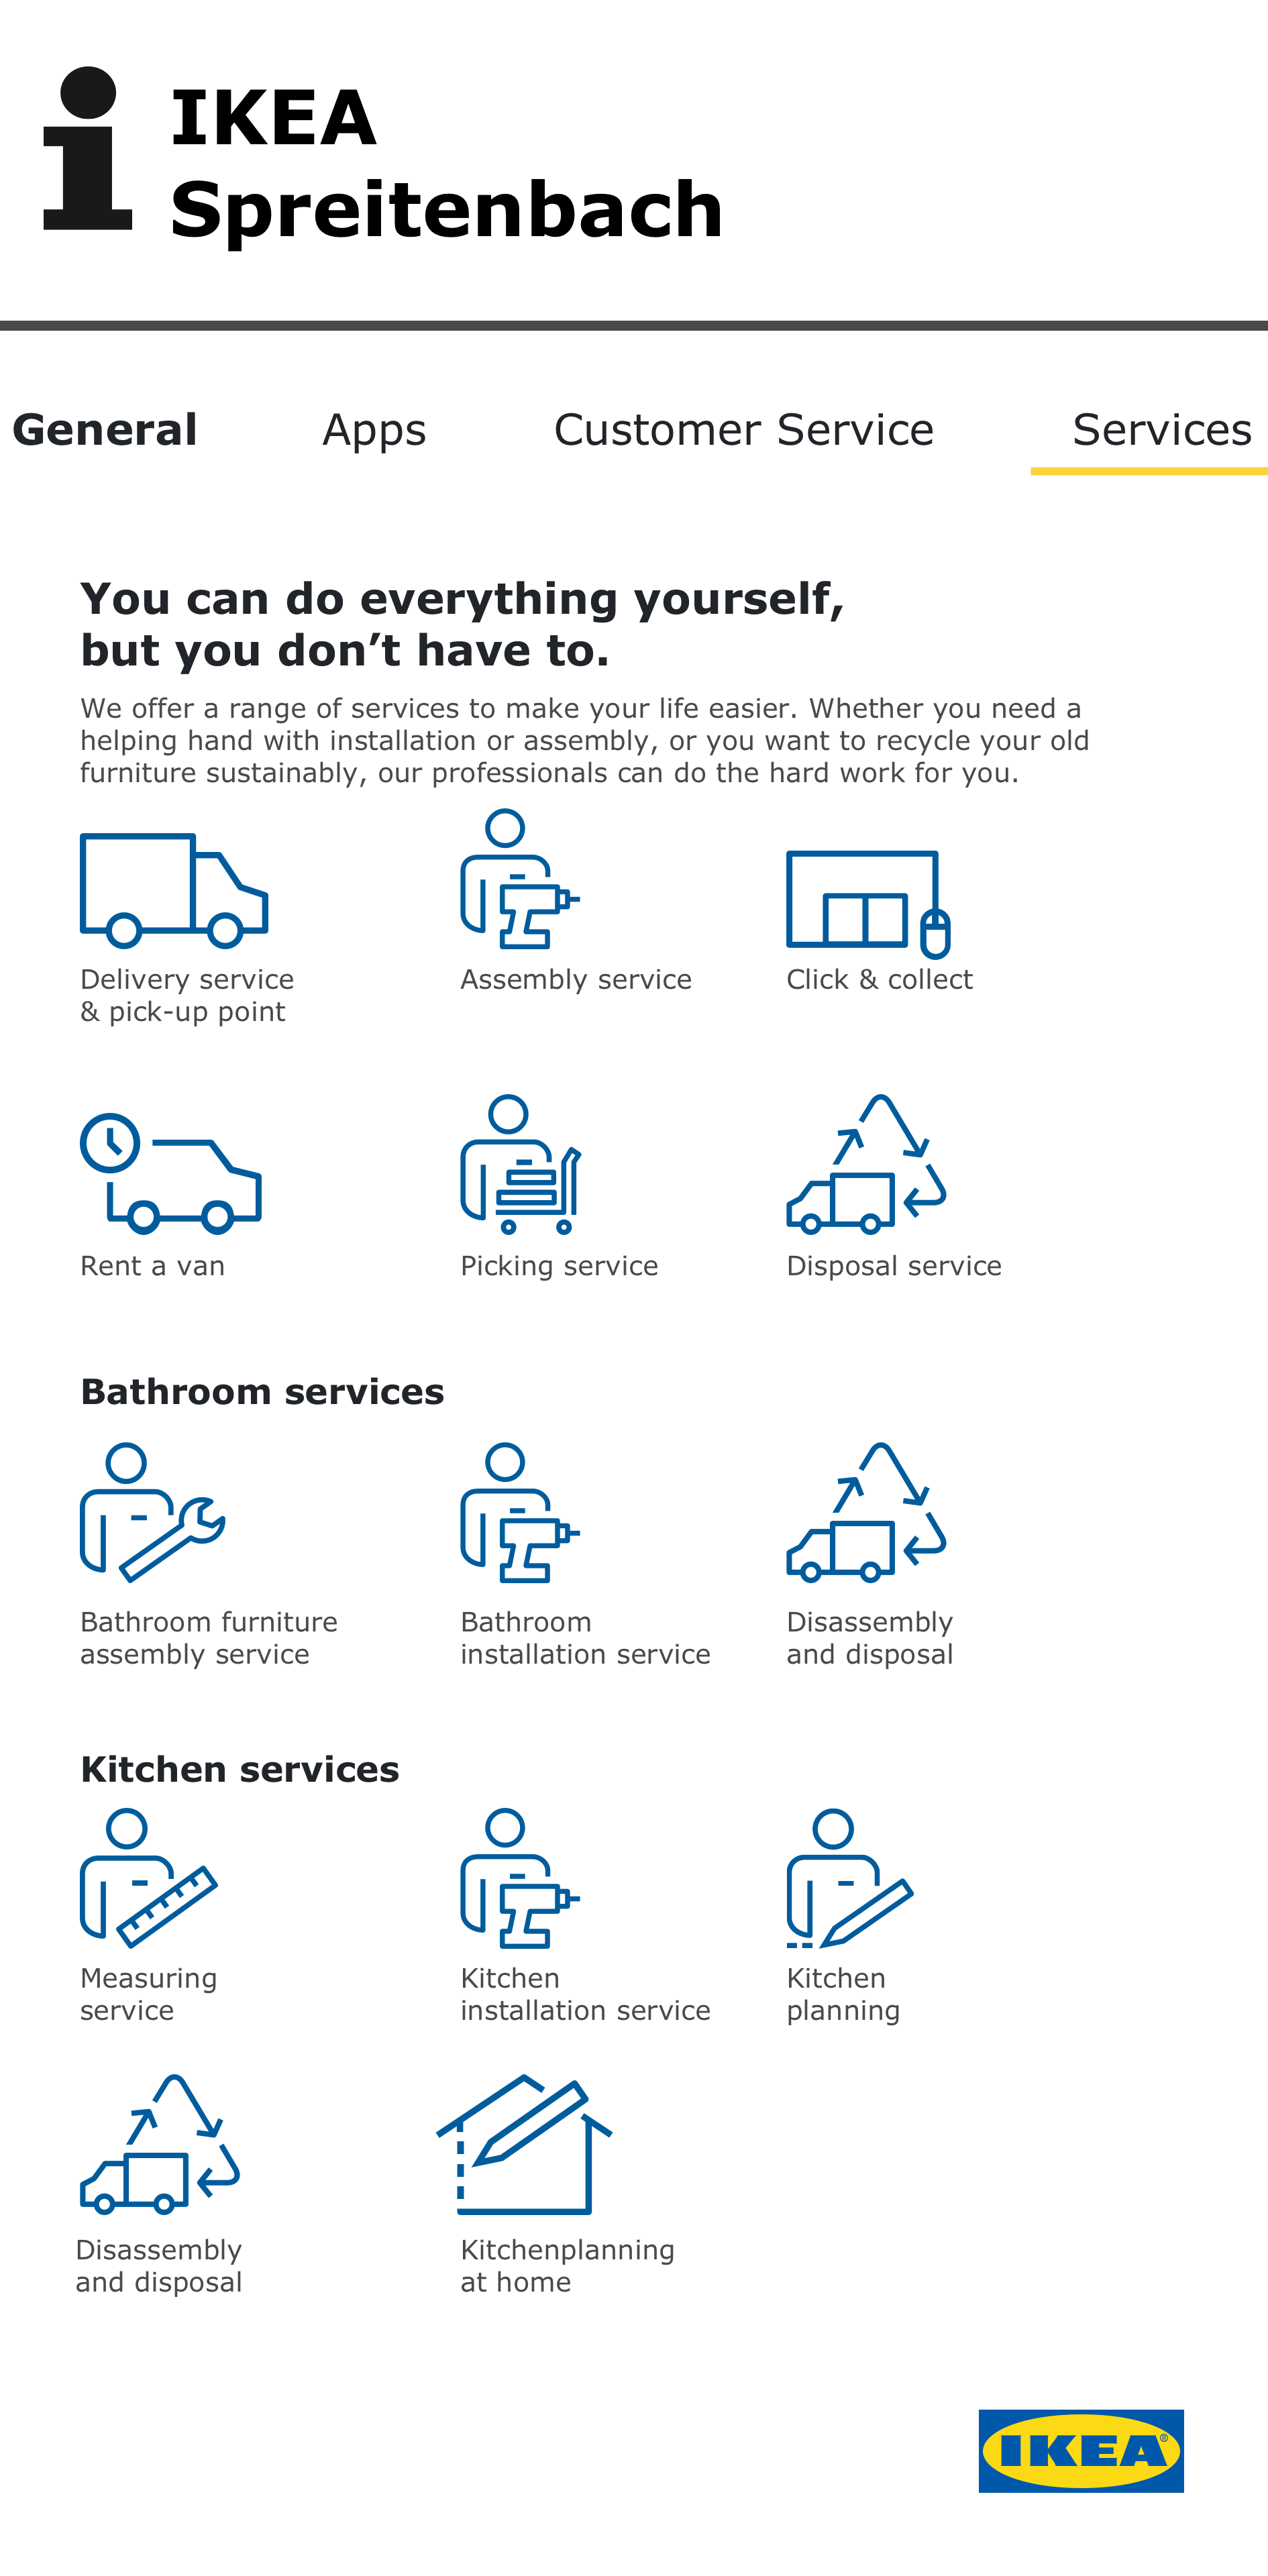 IKEA
Spreitenbach
General Apps Customer Service Services
You can do everything yourself,
but you don’t have to.
We offer a range of services to make your life easier. Whether you need a
helping hand with installation or assembly, or you want to recycle your old
furniture sustainably, our professionals can do the hard work for you.
Delivery service
& pick-up point
Assembly service
Click & collect
Rent a van
Picking service
Disposal service
Bathroom services
Bathroom furniture
assembly service
Bathroom
installation service
Disassembly
and disposal
Kitchen services
Measuring
service
Kitchen
installation service
Kitchen
planning
Disassembly
and disposal
Kitchenplanning
at home
IKEA®